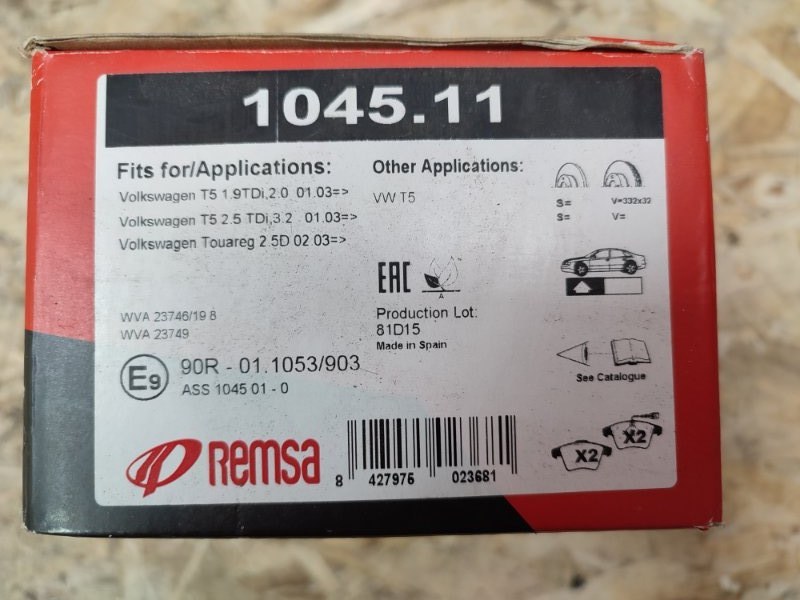 1045.11
Fits for/Applications:
Volkswagen T5 1.9TDi,2.0 01.03=>
Volkswagen T5 2.5 TDi,3.2 01.03=>
Volkswagen Touareg 2.5D 02.03=>
WVA 23746/19.8
WVA 23749
E9
90R - 01.1053/903
ASS 1045 01 - 0
Remsa
8 427975 023681
Other Applications:
VW T5
EAC
A
Production Lot:
81D15
Made in Spain
S= V=332x32
S= V=
See Catalogue
X2
X2